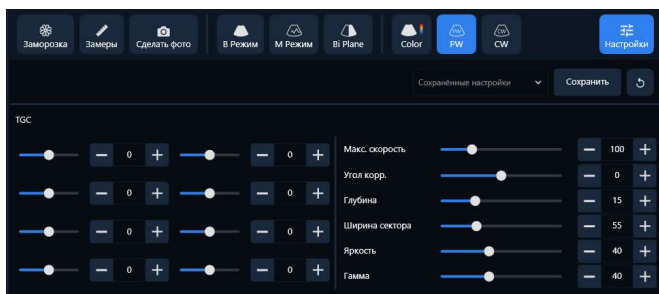 Заморозка Замеры Сделать фото В Режим М Режим Bi Plane Color PW CW Настройки
Сохранённые настройки Сохранить
TGC
0 0 Макс. скорость 100
Угол корр. 0
0 0 Глубина 15
0 0 Ширина сектора 55
Яркость 40
0 0 Гамма 40